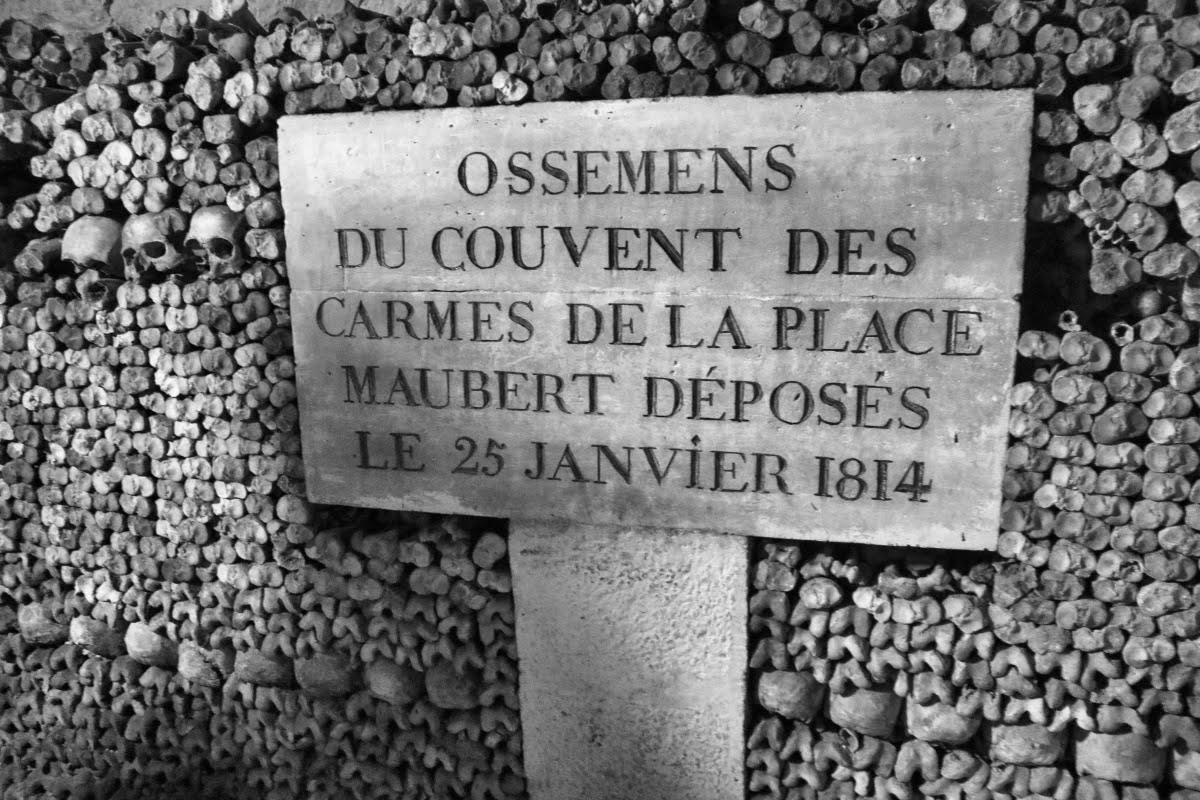 OSSEMENS
DU COUVENT DES
CARMES DE LA PLACE
MAUBERT DÉPOSÉS
LE 25 JANVIER 1814